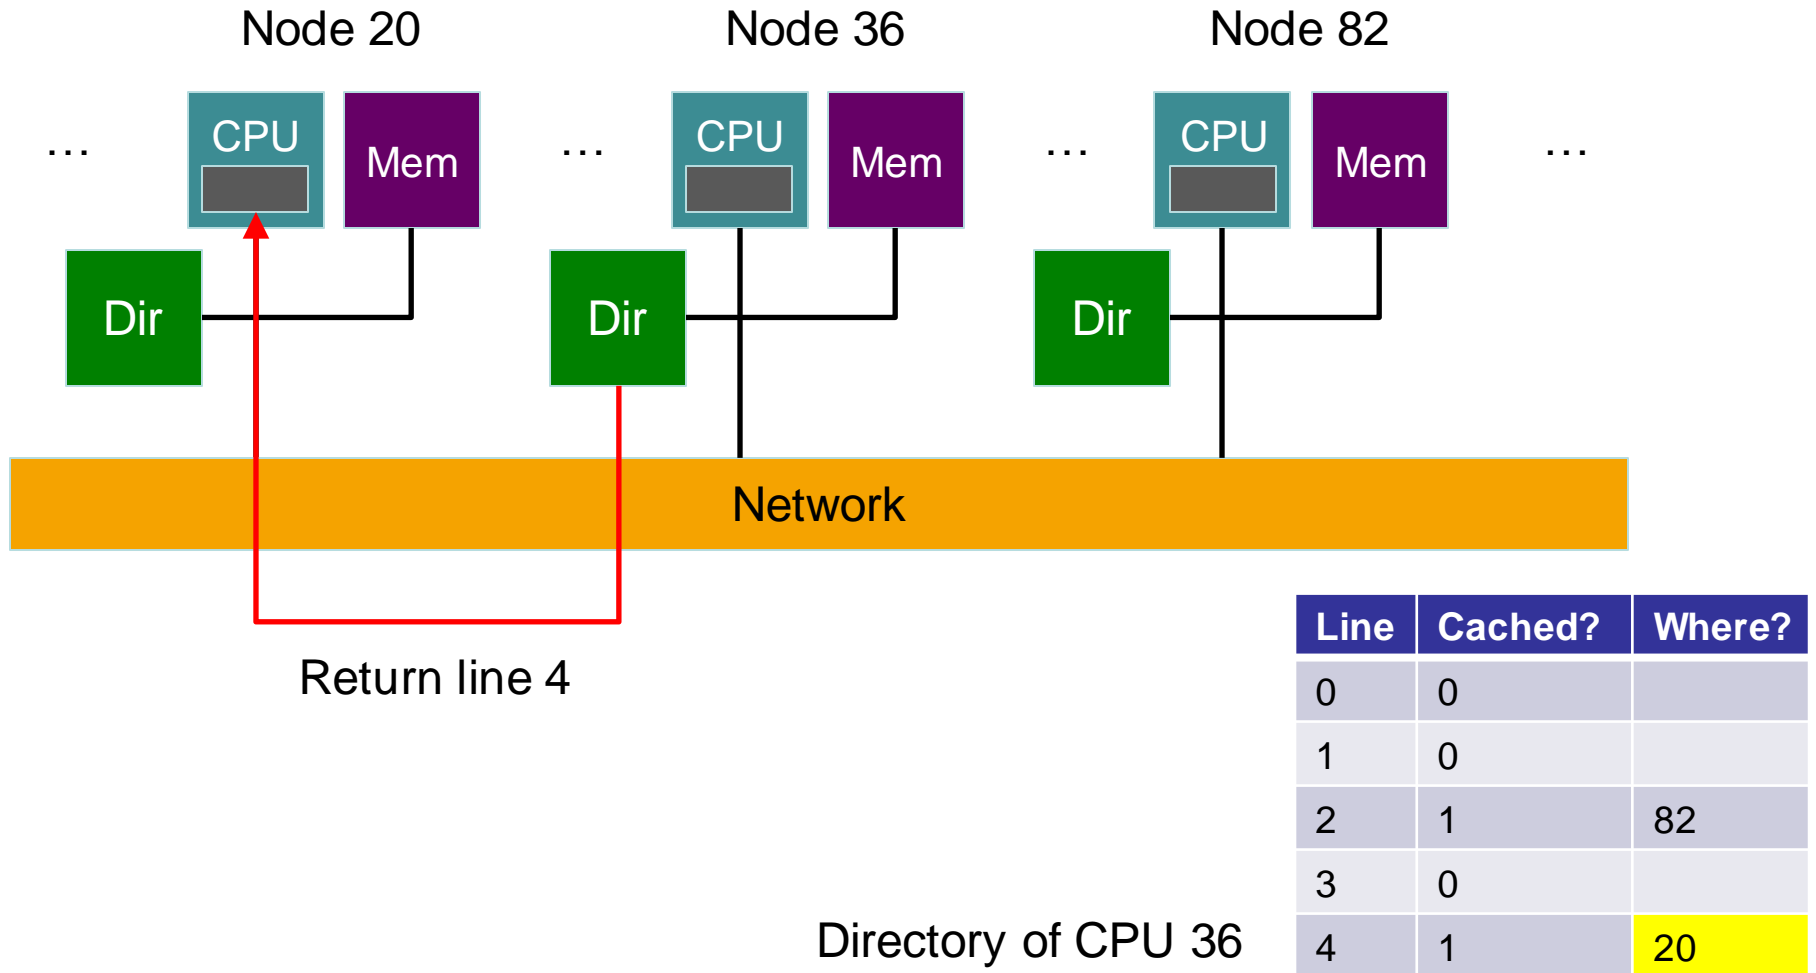 Node 20 Node 36 Node 82
… CPU Mem … CPU Mem … CPU Mem …
Dir Dir Dir
Network
Return line 4
Line Cached? Where?
0 0
1 0
2 1 82
3 0
Directory of CPU 36
4 1 20